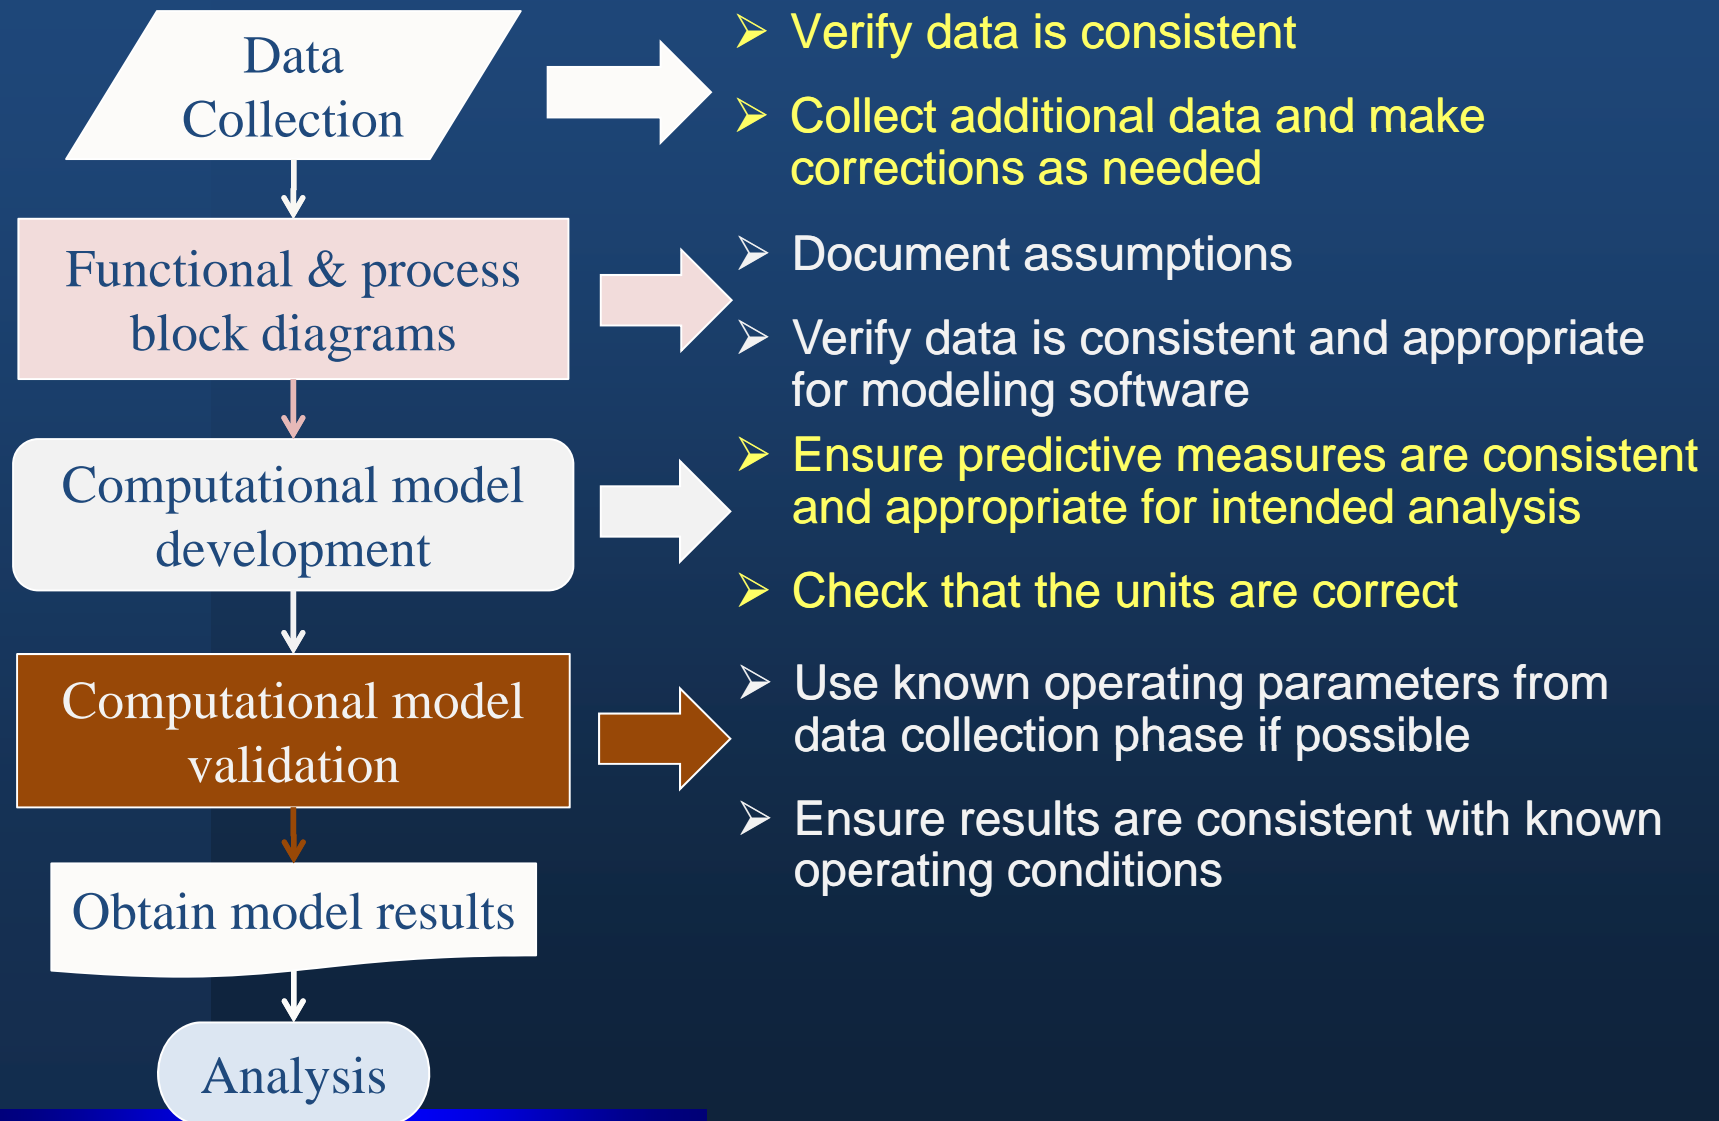 Data
Collection
➢ Verify data is consistent
➢ Collect additional data and make
corrections as needed
Functional & process
block diagrams
➢ Document assumptions
➢ Verify data is consistent and appropriate
for modeling software
Computational model
development
➢ Ensure predictive measures are consistent
and appropriate for intended analysis
➢ Check that the units are correct
Computational model
validation
➢ Use known operating parameters from
data collection phase if possible
➢ Ensure results are consistent with known
operating conditions
Obtain model results
Analysis